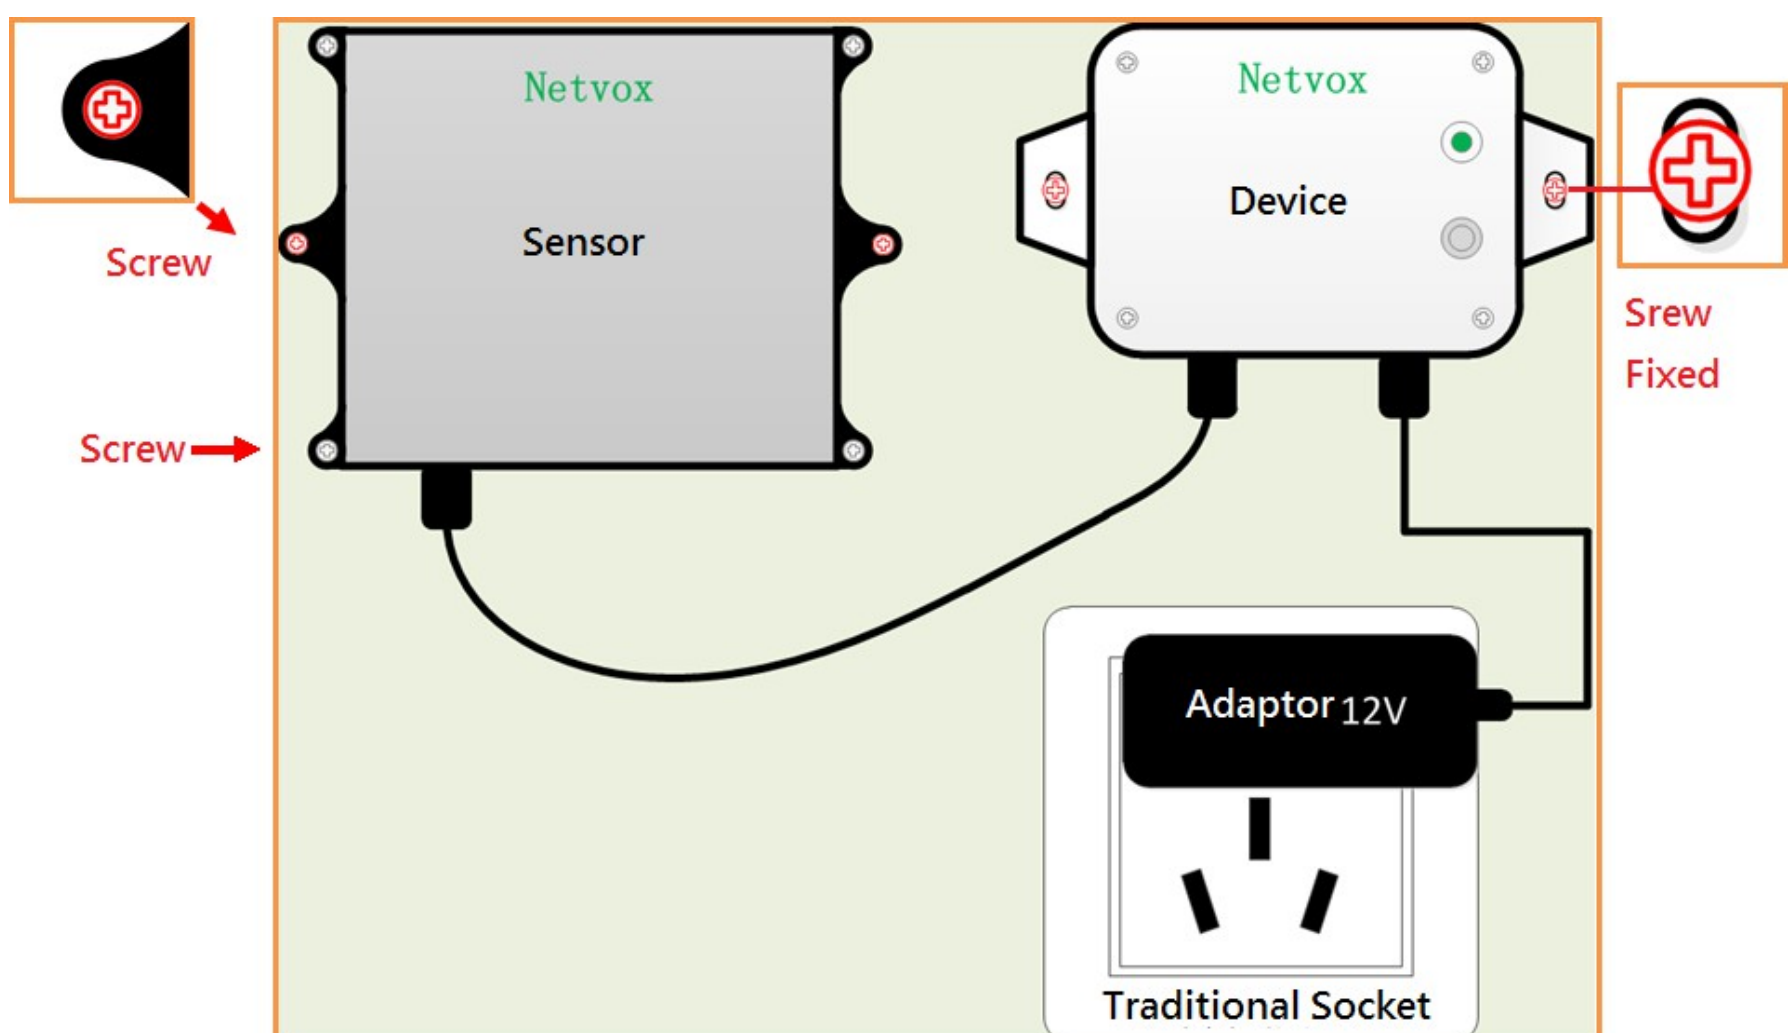 Netvox
Sensor
Screw
Screw
Netvox
Device
Srew
Fixed
Adaptor 12V
Traditional Socket